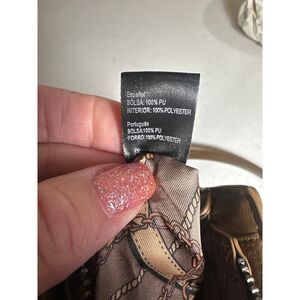 Español
BOLSA: 100% PU
INTERIOR: 100% POLYESTER
Português
BOLSA:100% PU
FORRO:100% POLYESTER